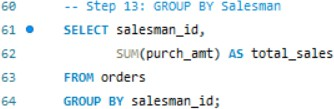 60 -- Step 13: GROUP BY Salesman
61 SELECT salesman_id,
62 SUM(purch_amt) AS total_sales
63 FROM orders
64 GROUP BY salesman_id;